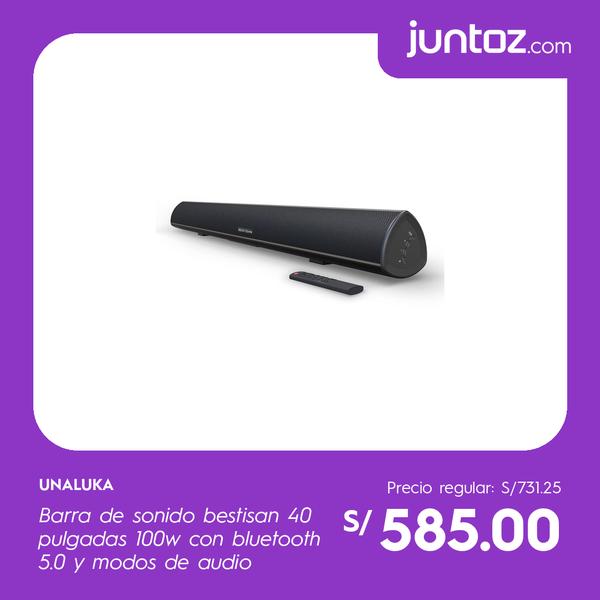 juntoz.com
UNALUKA
Barra de sonido bestisan 40
pulgadas 100w con bluetooth
5.0 y modos de audio
Precio regular: S/731.25
S/ 585.00